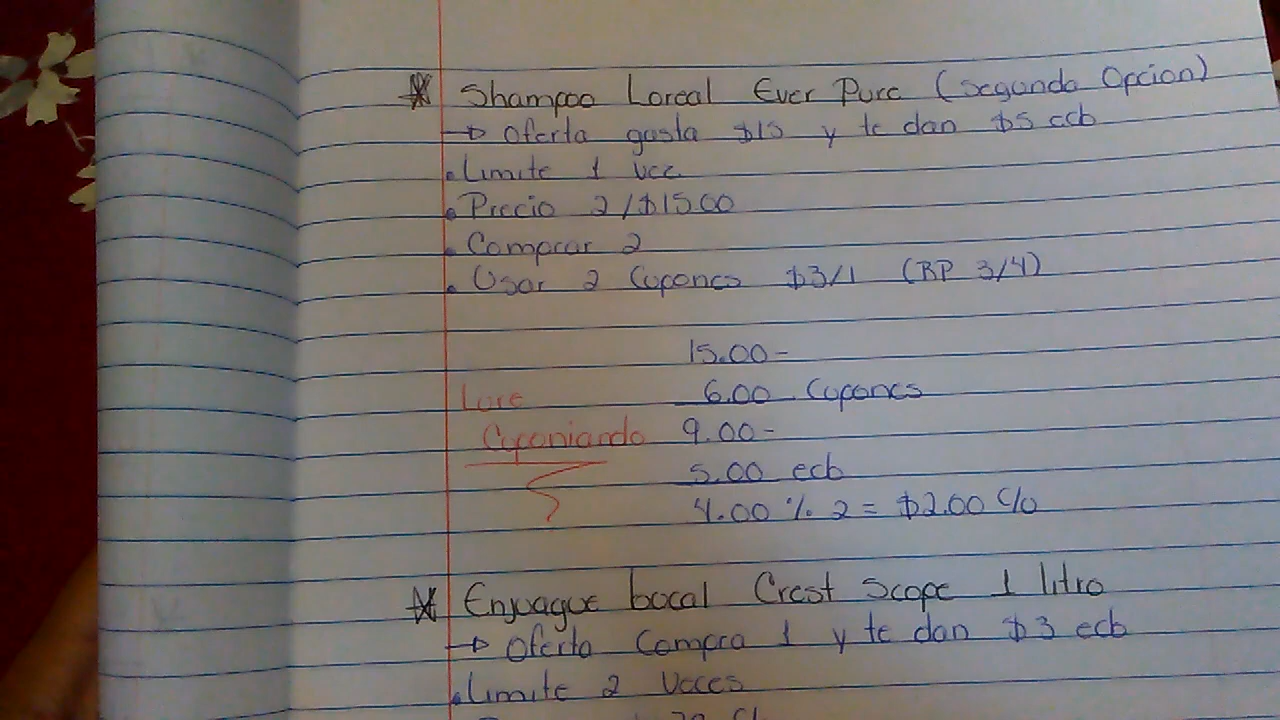 * Shampoo Loreal Ever Pure (segunda Opcion)
→ Oferta gasta $15 y te dan $5 ecb
• Limite 1 vez
• Precio 2/$15.00
• Comprar 2
• Usar 2 Cupones $3/1 (RP 3/4)
15.00-
6.00 Cupones
Lore
Cuponiando
9.00-
5.00 ecb
4.00 % 2 = $2.00 c/o
* Enjuague bocal Crest Scope 1 litro
→ Oferta Compra 1 y te dan $3 ecb
• Limite 2 Veces